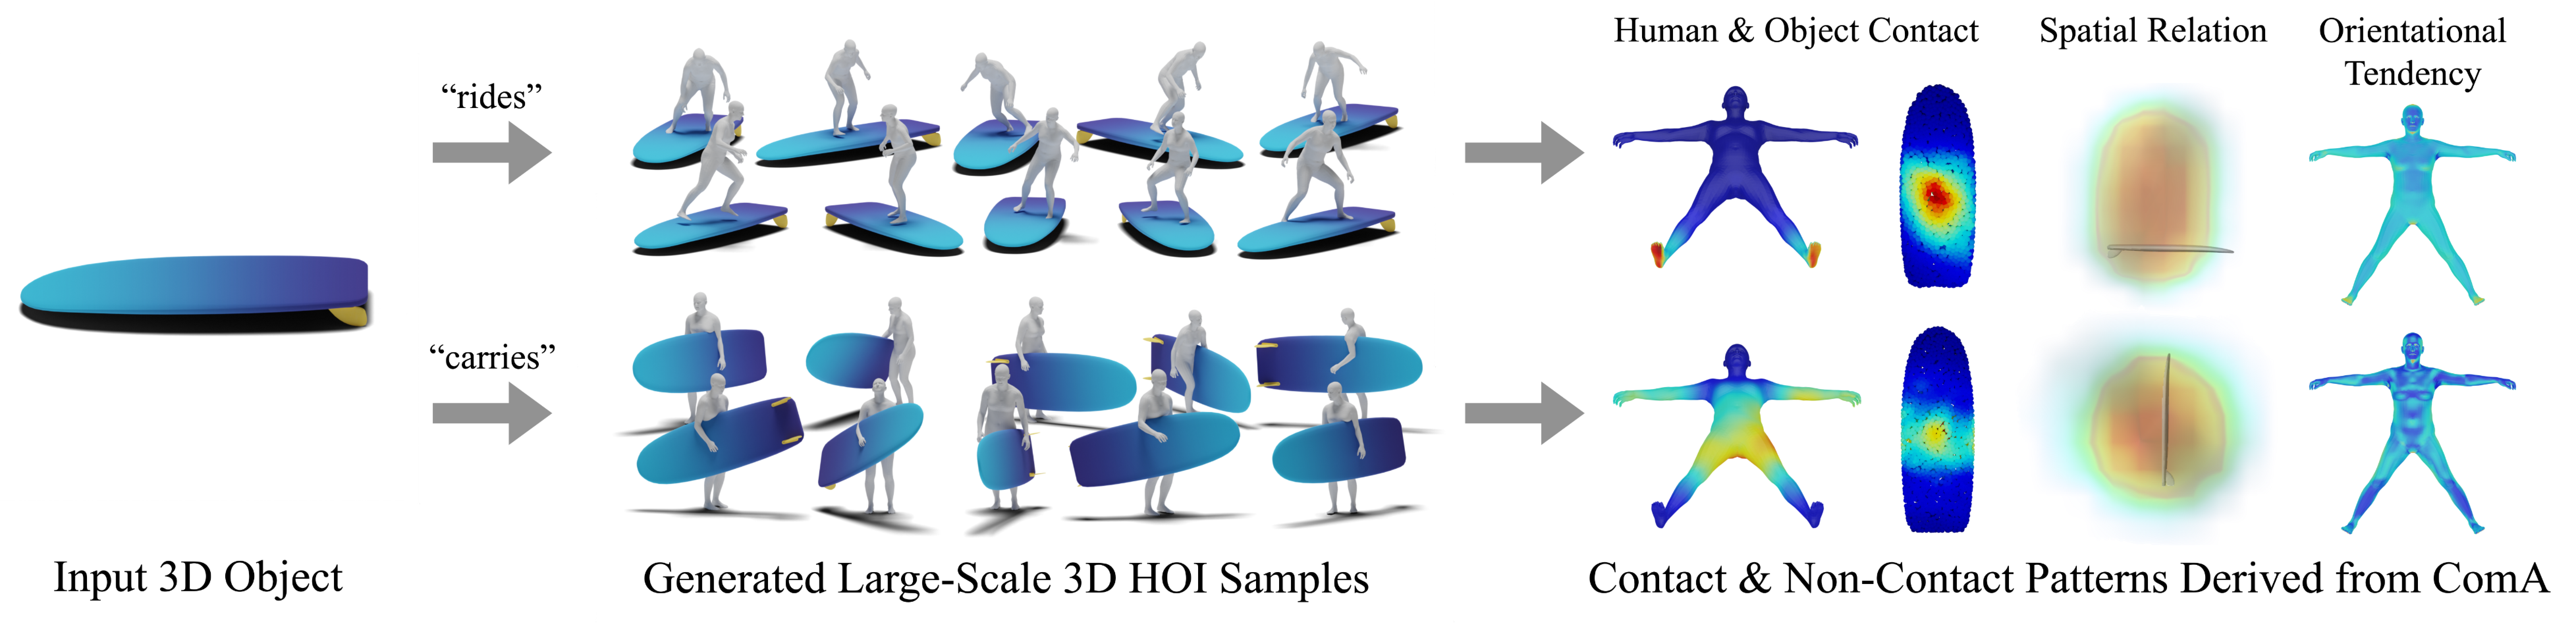 Human & Object Contact
Spatial Relation
Orientational
Tendency
“rides”
“carries”
Input 3D Object
Generated Large-Scale 3D HOI Samples
Contact & Non-Contact Patterns Derived from ComA